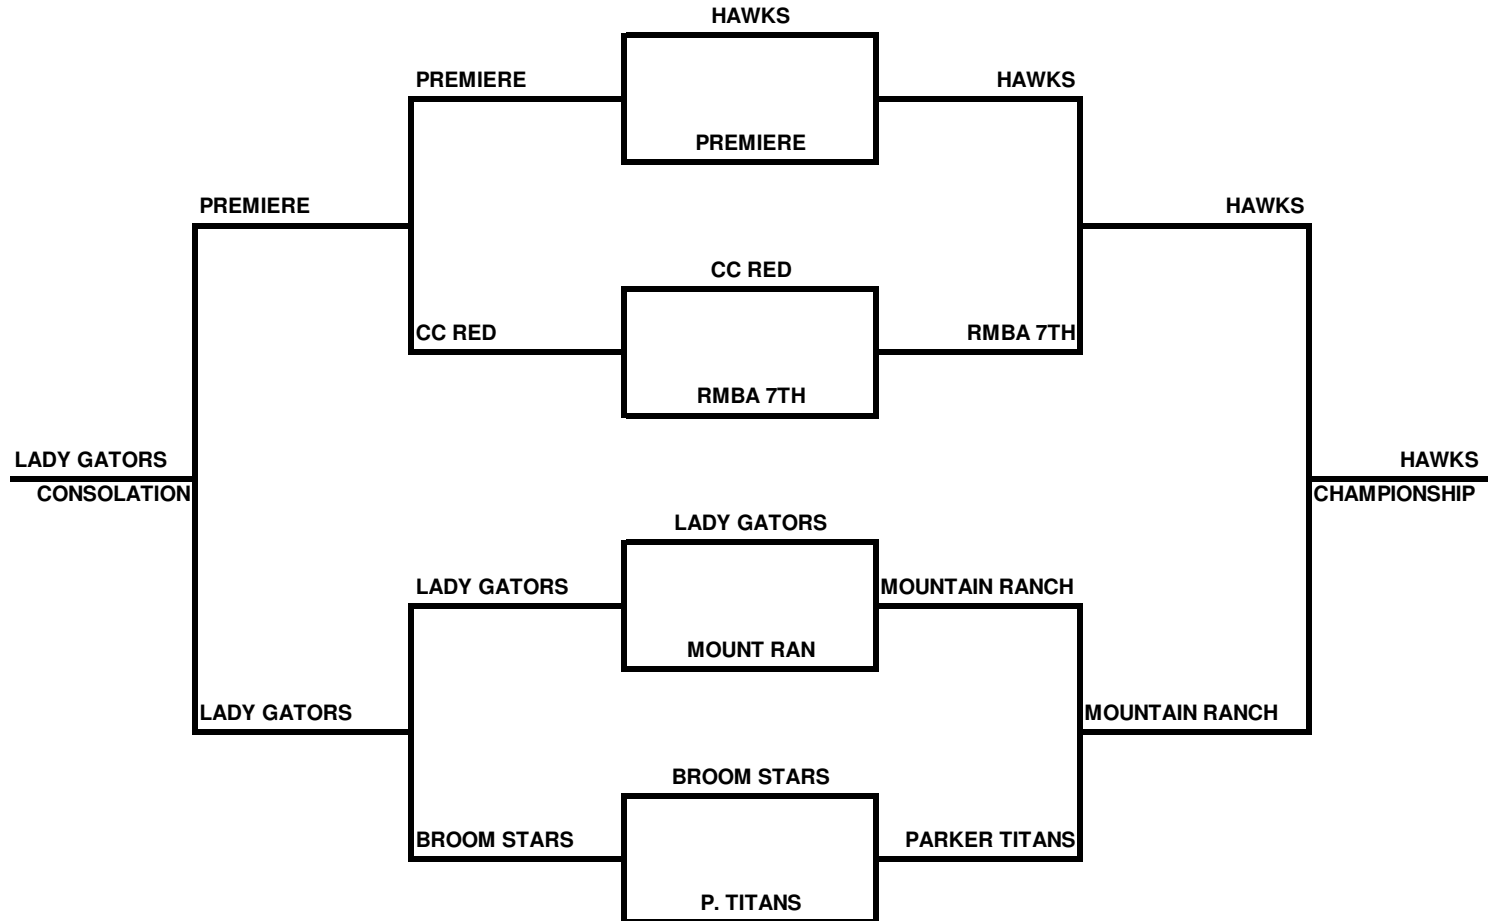 HAWKS
PREMIERE
HAWKS
PREMIERE
PREMIERE
HAWKS
CC RED
CC RED
RMBA 7TH
RMBA 7TH
LADY GATORS
HAWKS
CONSOLATION
CHAMPIONSHIP
LADY GATORS
LADY GATORS
MOUNTAIN RANCH
MOUNT RAN
LADY GATORS
MOUNTAIN RANCH
BROOM STARS
BROOM STARS
PARKER TITANS
P. TITANS